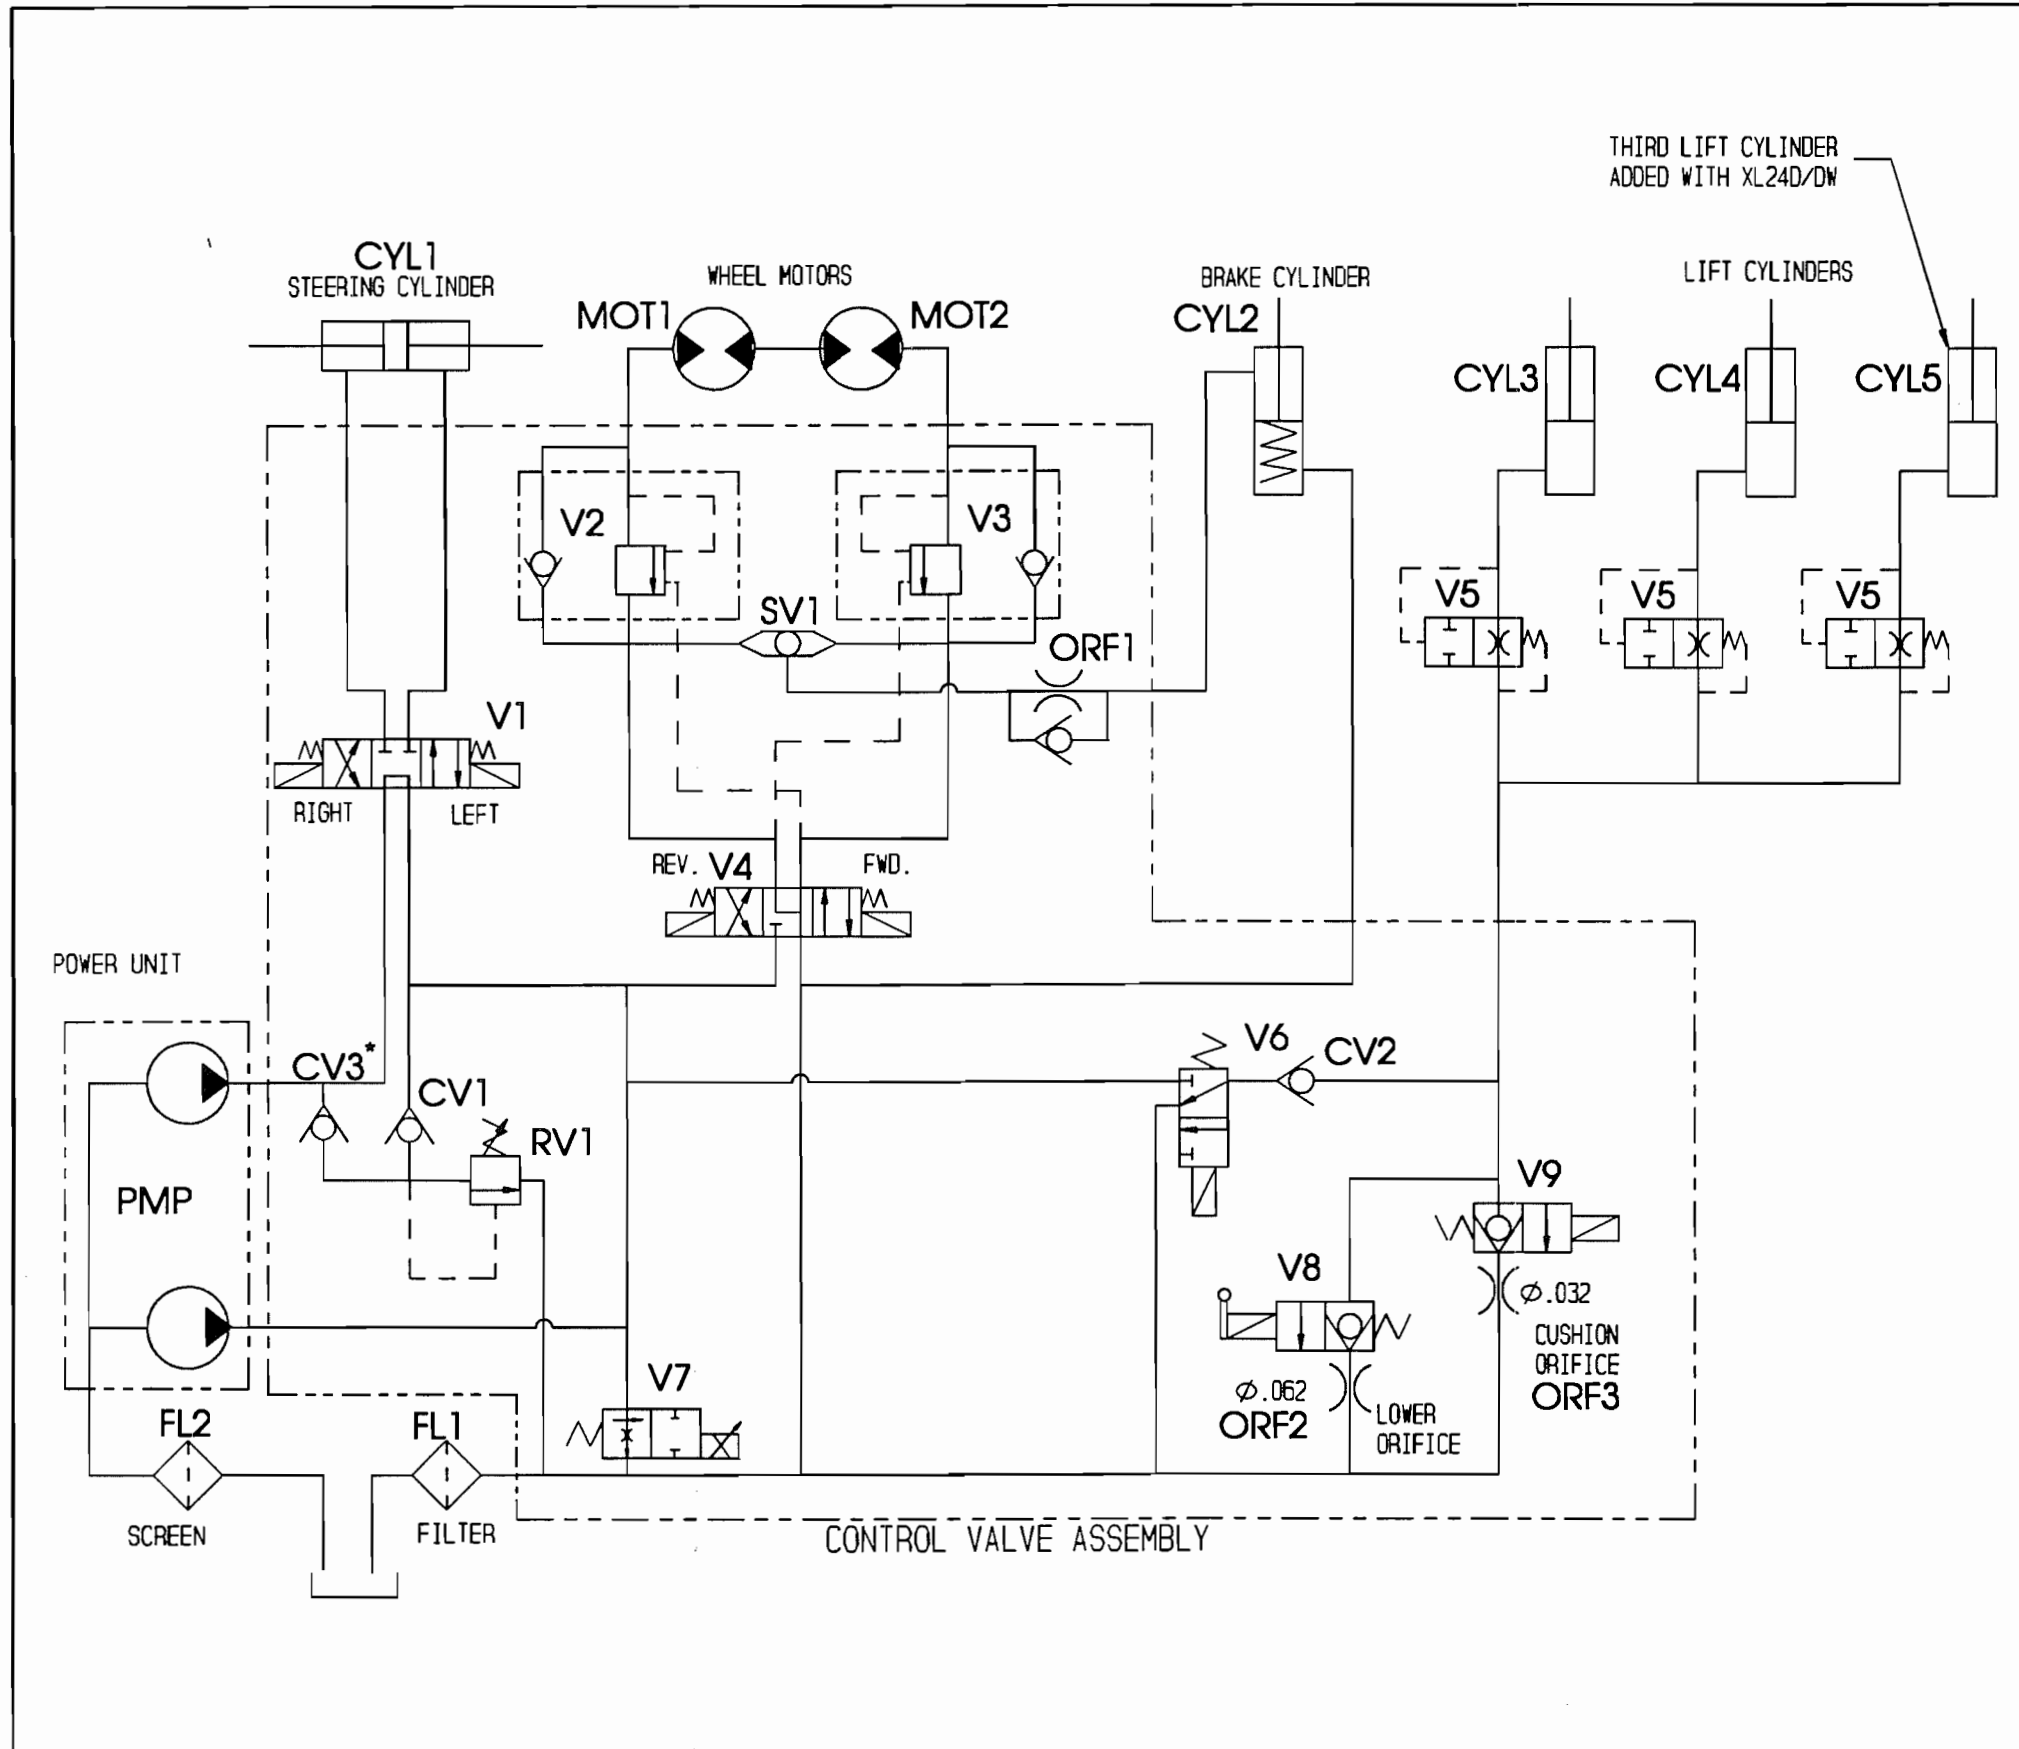 THIRD LIFT CYLINDER
ADDED WITH XL24D/DW
CYL1
STEERING CYLINDER
WHEEL MOTORS
MOT1
MOT2
BRAKE CYLINDER
CYL2
LIFT CYLINDERS
CYL3
CYL4
CYL5
V2
V3
SV1
ORF1
V5
V5
V5
V1
RIGHT
LEFT
REV.
V4
FWD.
POWER UNIT
CV3*
CV1
RV1
PMP
V6
CV2
V9
V8
Ø.032
CUSHION
ORIFICE
ORF3
Ø.062
ORF2
LOWER
ORIFICE
V7
FL2
FL1
SCREEN
FILTER
CONTROL VALVE ASSEMBLY